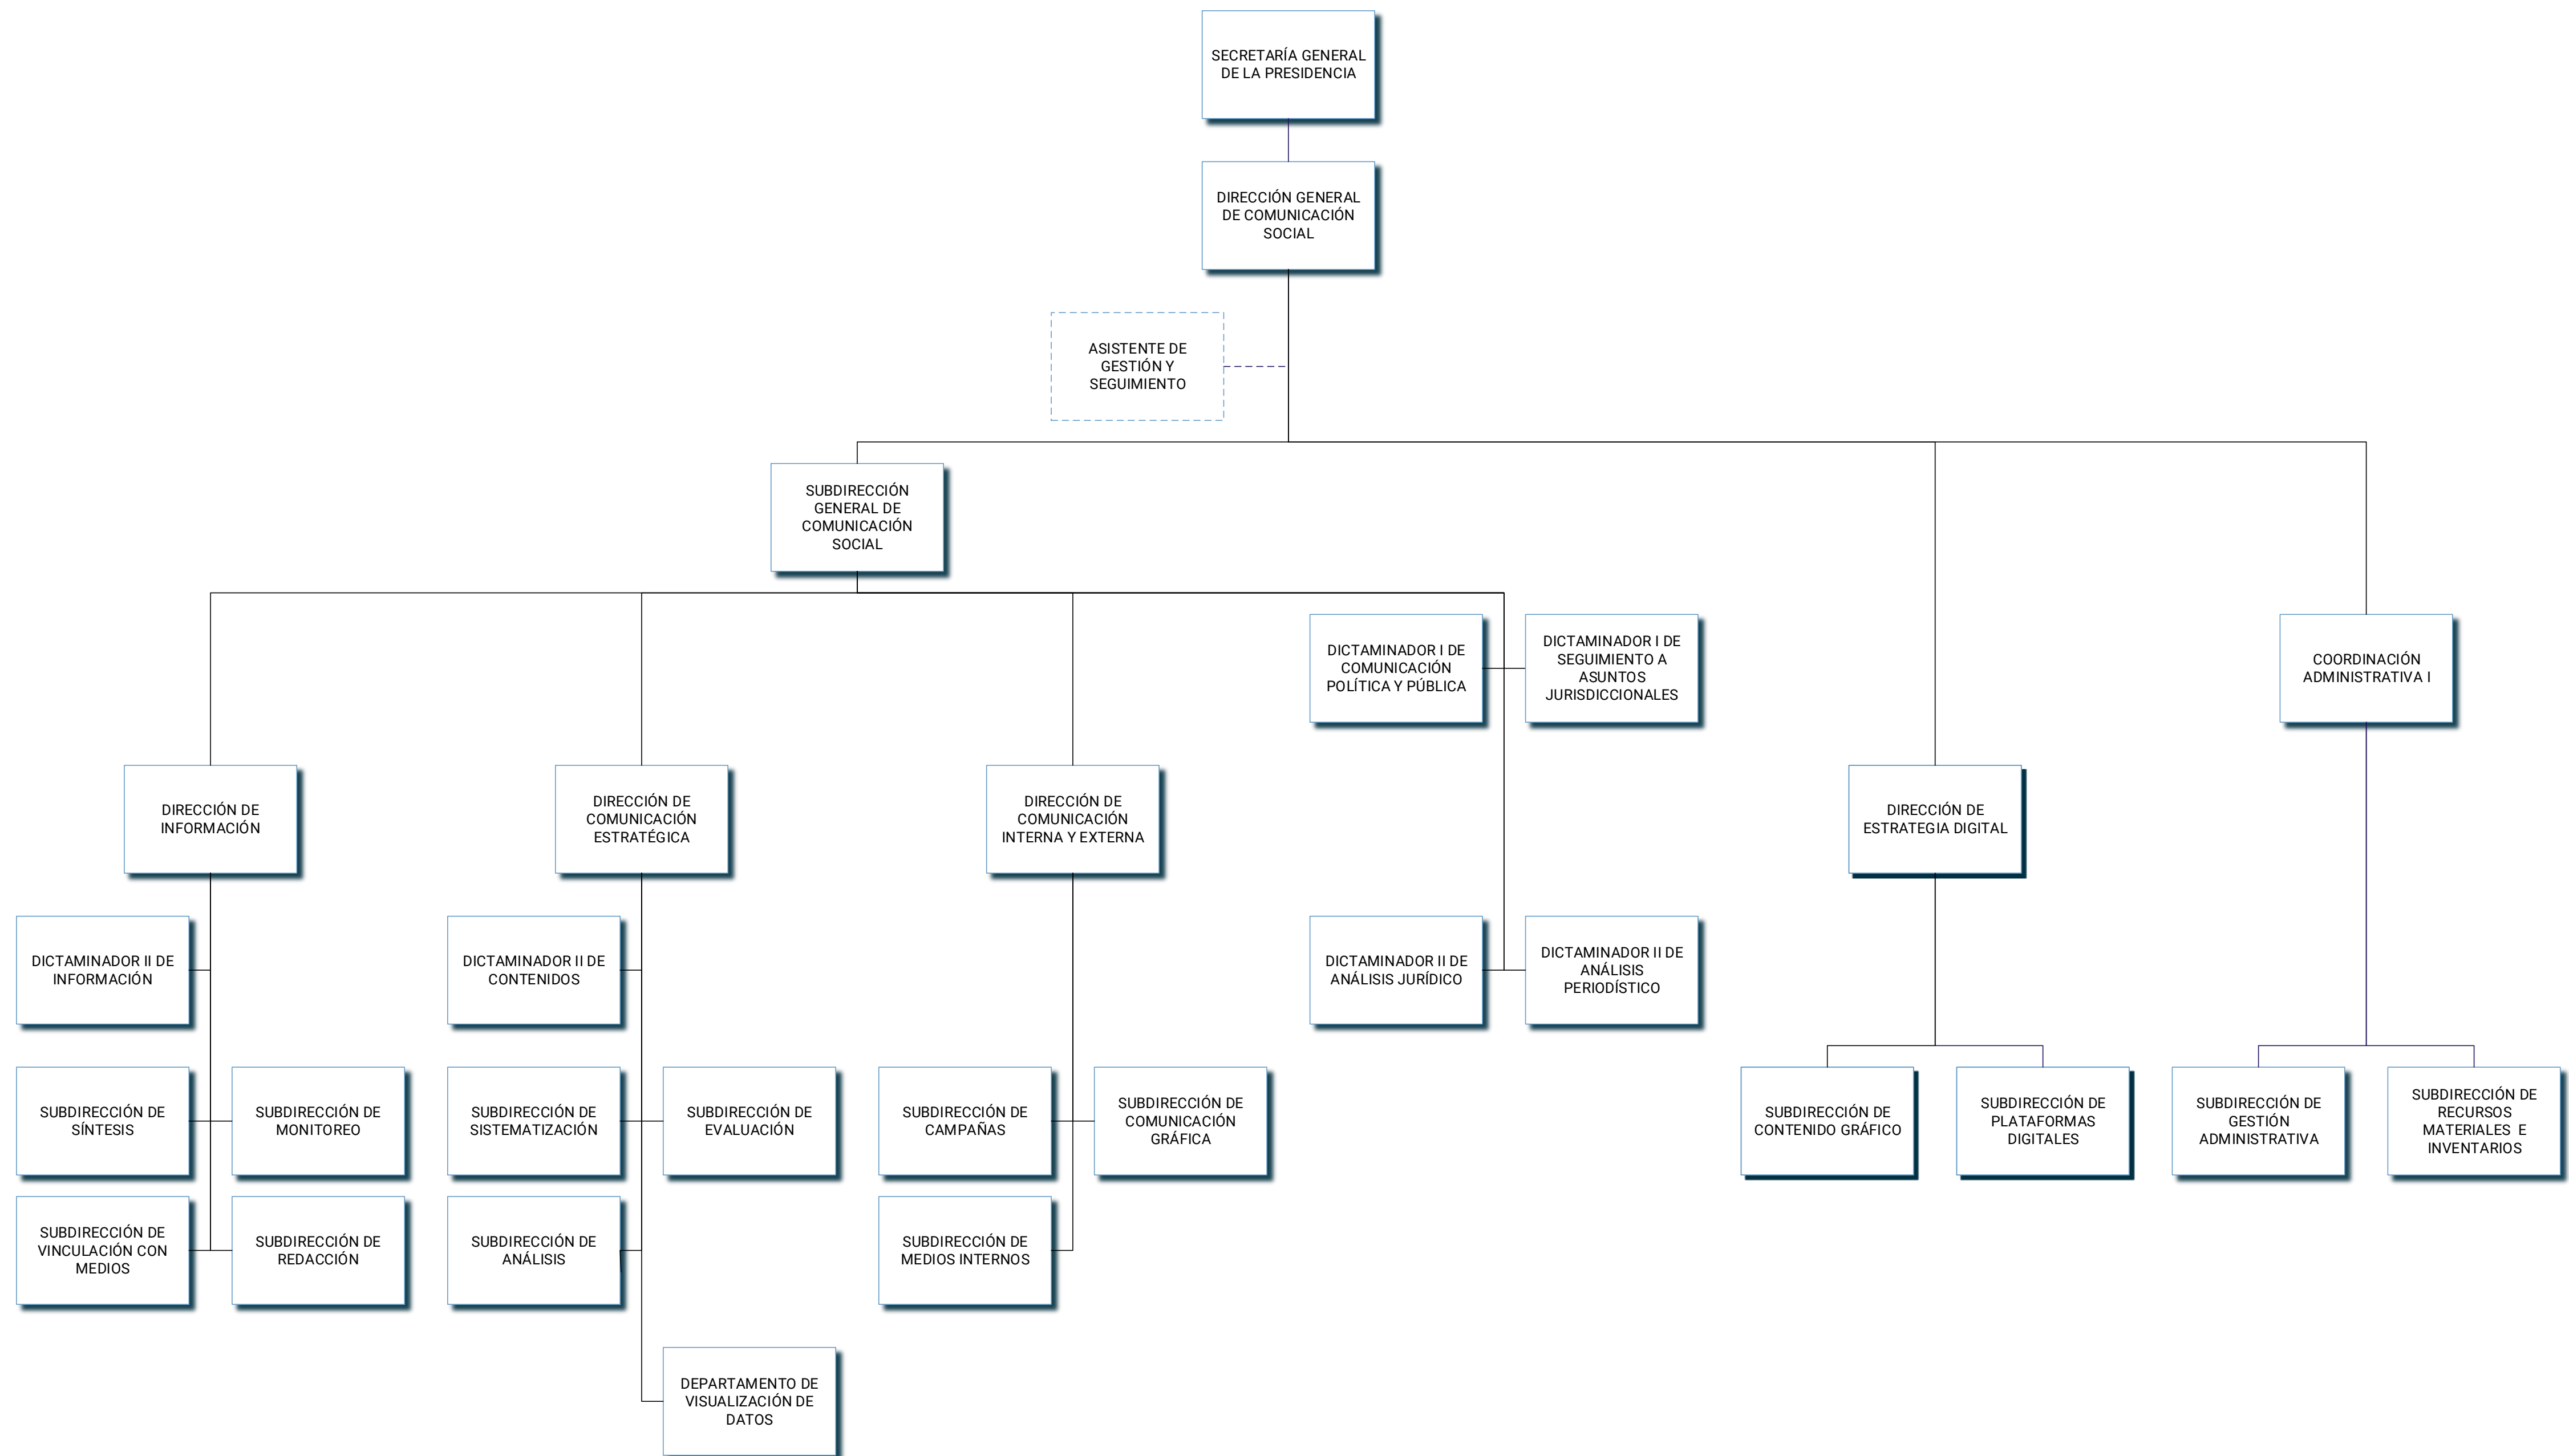 SECRETARÍA GENERAL
DE LA PRESIDENCIA
DIRECCIÓN GENERAL
DE COMUNICACIÓN
SOCIAL
ASISTENTE DE
GESTIÓN Y
SEGUIMIENTO
SUBDIRECCIÓN
GENERAL DE
COMUNICACIÓN
SOCIAL
DICTAMINADOR I DE
COMUNICACIÓN
POLÍTICA Y PÚBLICA
DICTAMINADOR I DE
SEGUIMIENTO A
ASUNTOS
JURISDICCIONALES
COORDINACIÓN
ADMINISTRATIVA I
DIRECCIÓN DE
INFORMACIÓN
DIRECCIÓN DE
COMUNICACIÓN
ESTRATÉGICA
DIRECCIÓN DE
COMUNICACIÓN
INTERNA Y EXTERNA
DIRECCIÓN DE
ESTRATEGIA DIGITAL
DICTAMINADOR II DE
INFORMACIÓN
DICTAMINADOR II DE
CONTENIDOS
DICTAMINADOR II DE
ANÁLISIS JURÍDICO
DICTAMINADOR II DE
ANÁLISIS
PERIODÍSTICO
SUBDIRECCIÓN DE
SÍNTESIS
SUBDIRECCIÓN DE
MONITOREO
SUBDIRECCIÓN DE
SISTEMATIZACIÓN
SUBDIRECCIÓN DE
EVALUACIÓN
SUBDIRECCIÓN DE
CAMPAÑAS
SUBDIRECCIÓN DE
COMUNICACIÓN
GRÁFICA
SUBDIRECCIÓN DE
CONTENIDO GRÁFICO
SUBDIRECCIÓN DE
PLATAFORMAS
DIGITALES
SUBDIRECCIÓN DE
GESTIÓN
ADMINISTRATIVA
SUBDIRECCIÓN DE
RECURSOS
MATERIALES E
INVENTARIOS
SUBDIRECCIÓN DE
VINCULACIÓN CON
MEDIOS
SUBDIRECCIÓN DE
REDACCIÓN
SUBDIRECCIÓN DE
ANÁLISIS
SUBDIRECCIÓN DE
MEDIOS INTERNOS
DEPARTAMENTO DE
VISUALIZACIÓN DE
DATOS